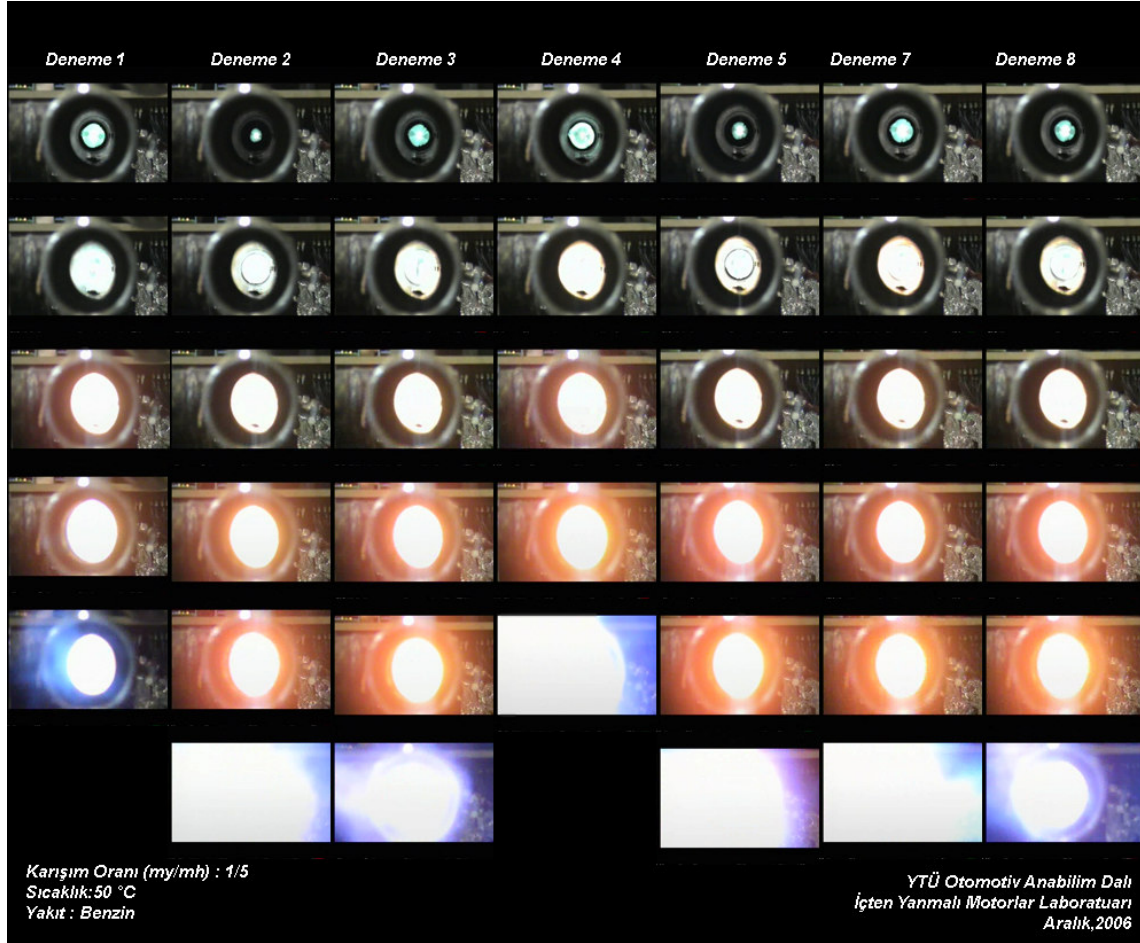 Deneme 1 Deneme 2 Deneme 3 Deneme 4 Deneme 5 Deneme 7 Deneme 8
Karışım Oranı (my/mh) : 1/5
Sıcaklık:50 °C
Yakıt : Benzin
YTÜ Otomotiv Anabilim Dalı
İçten Yanmalı Motorlar Laboratuarı
Aralık,2006